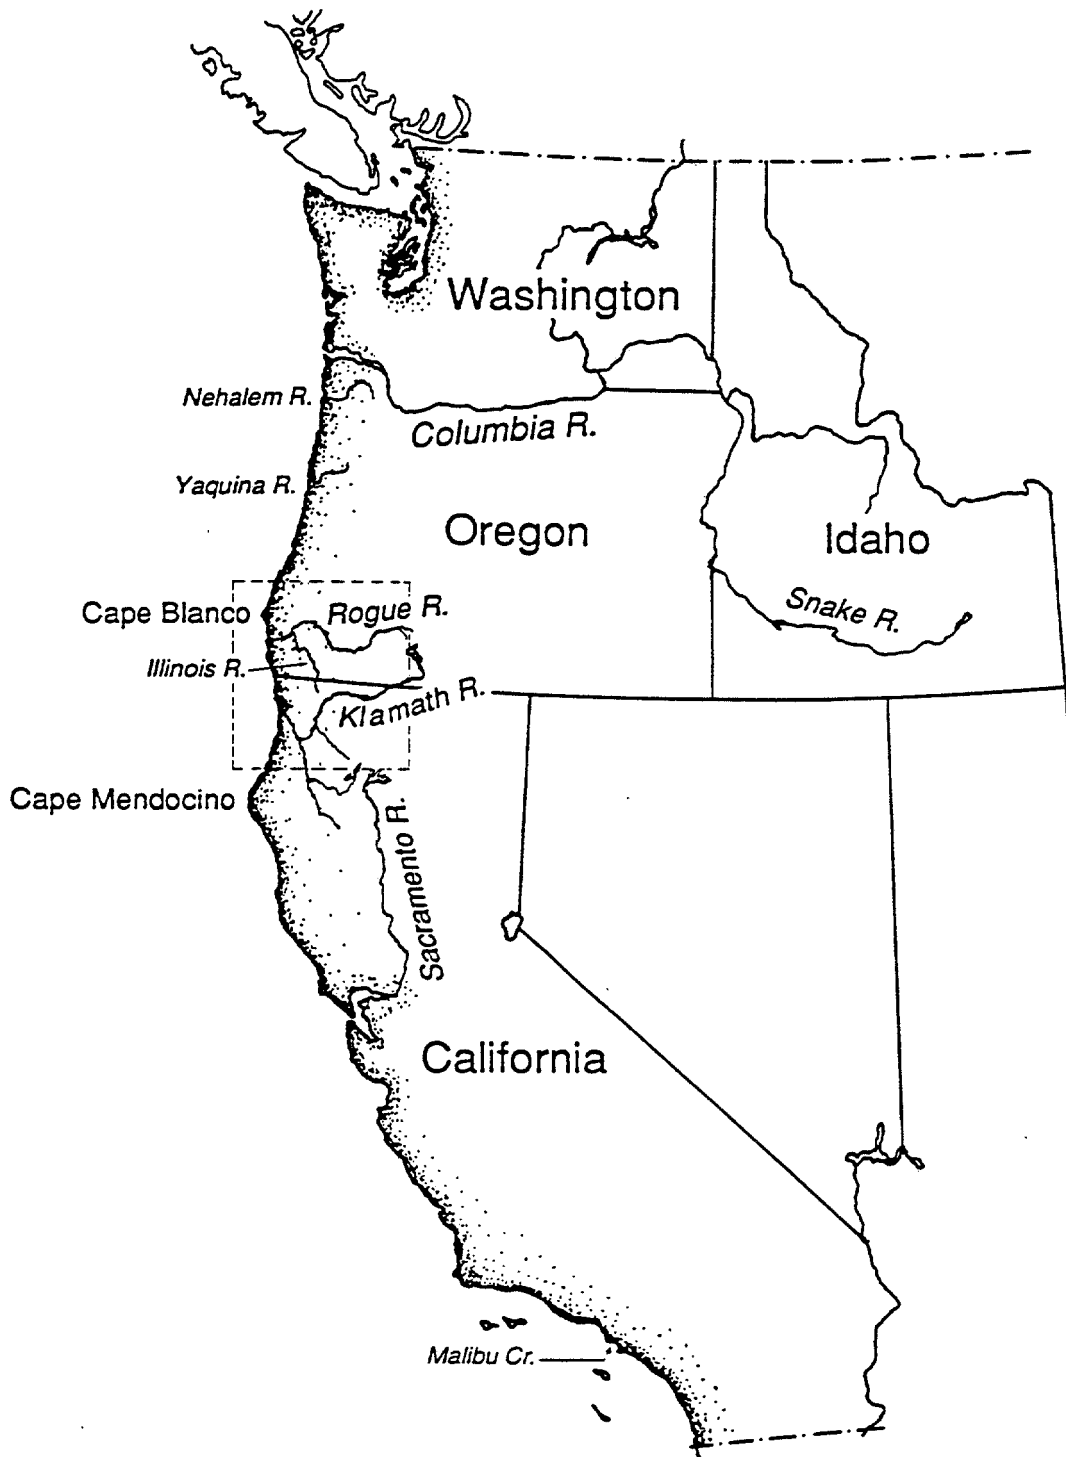 Washington
Nehalem R.
Columbia R.
Yaquina R.
Oregon
Idaho
Snake R.
Cape Blanco
Rogue R.
Illinois R.
Klamath R.
Cape Mendocino
Sacramento R.
California
Malibu Cr.